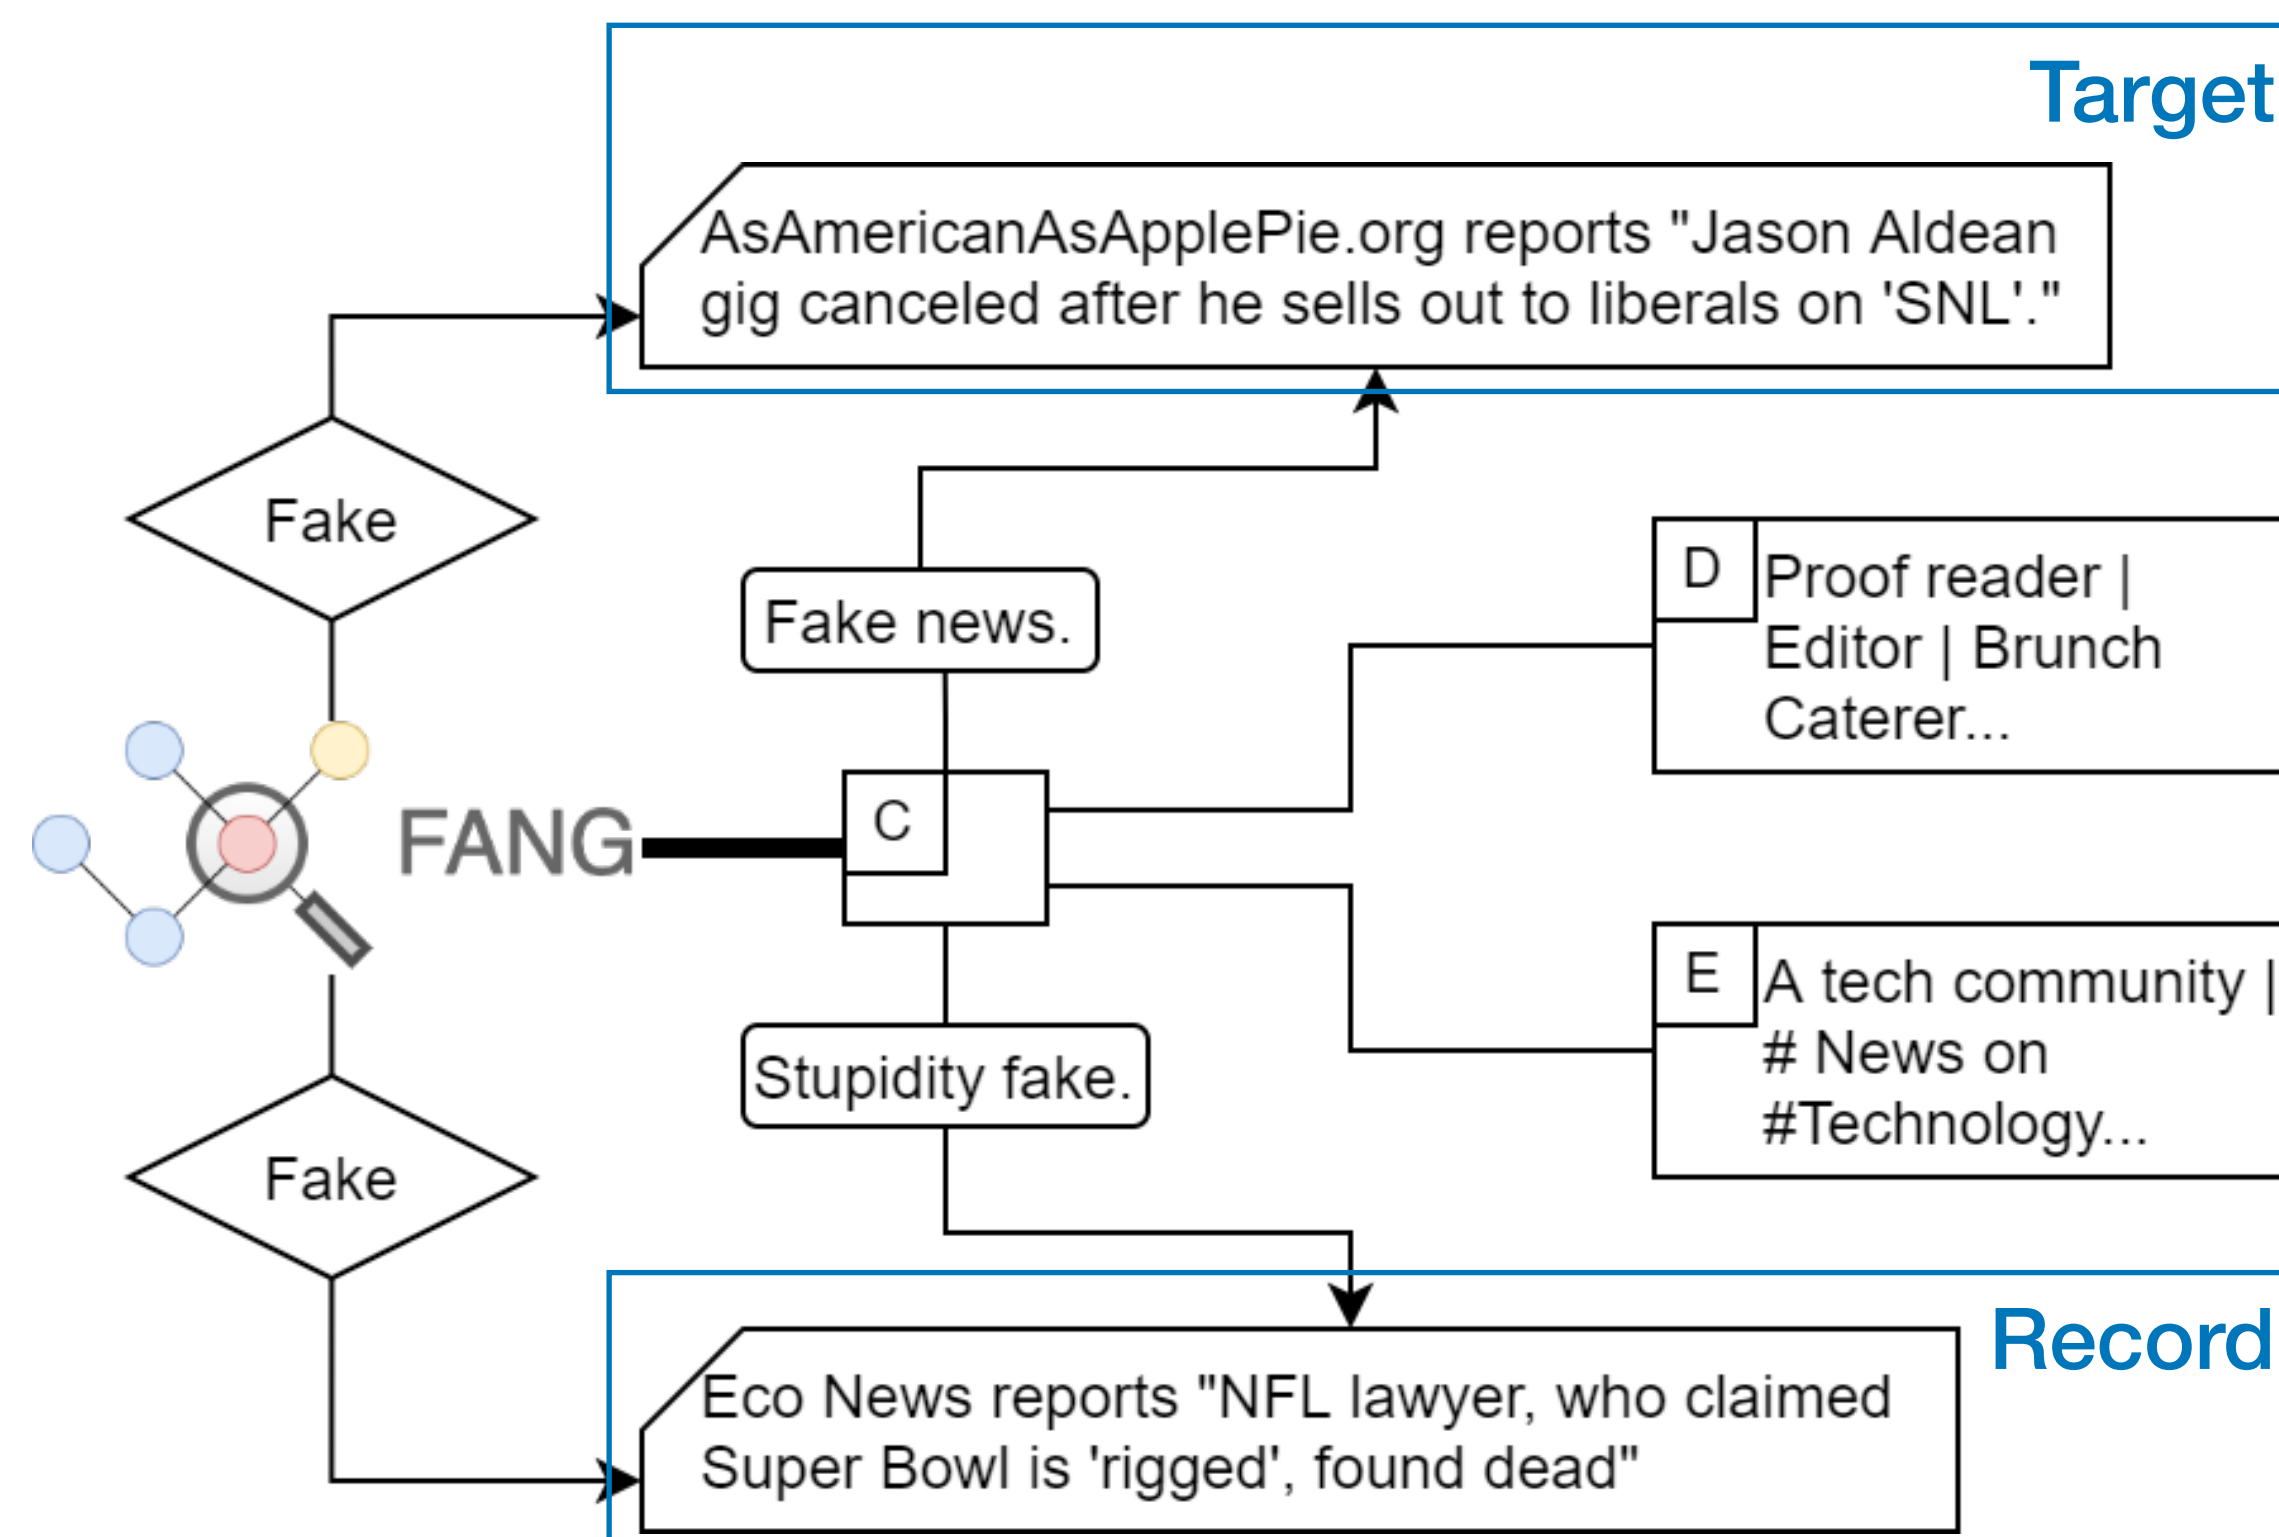 Target
AsAmericanAsApplePie.org reports "Jason Aldean
gig canceled after he sells out to liberals on 'SNL'."
Fake
Fake news.
D
Proof reader |
Editor | Brunch
Caterer...
FANG
C
E
A tech community |
# News on
#Technology...
Stupidity fake.
Fake
Record
Eco News reports "NFL lawyer, who claimed
Super Bowl is 'rigged', found dead"